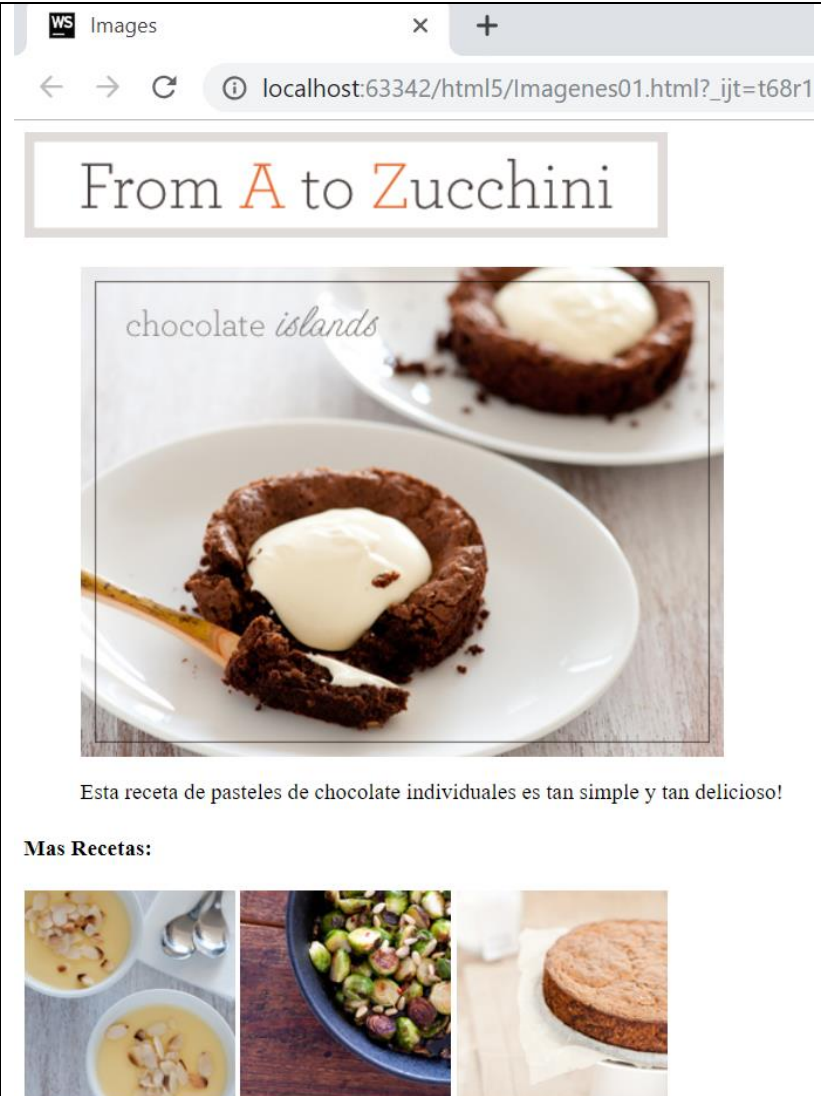 WS Images
localhost:63342/html5/Imagenes01.html?_ijt=t68r1
From A to Zucchini
chocolate islands
Esta receta de pasteles de chocolate individuales es tan simple y tan delicioso!
Mas Recetas: